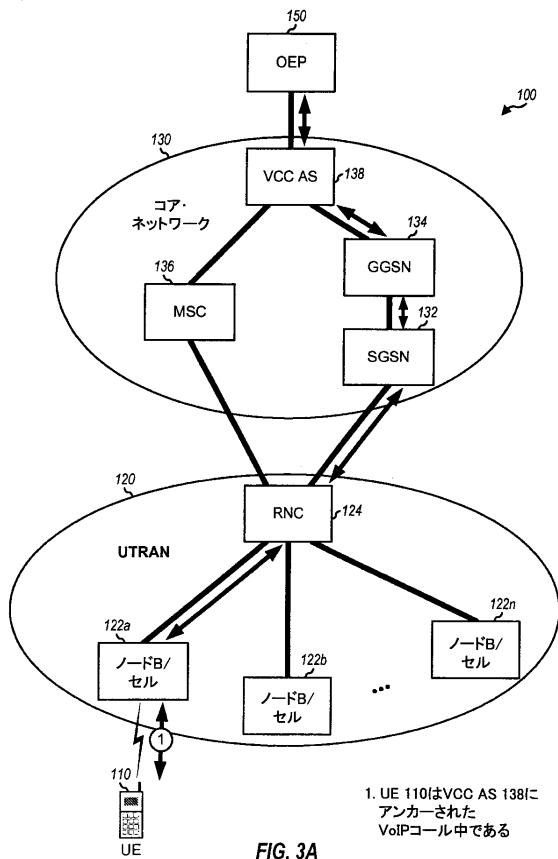 150
OEP
100
130
VCC AS
138
コア・
ネットワーク
134
GGSN
136
MSC
132
SGSN
120
RNC
124
UTRAN
122a
ノードB/
セル
122b
ノードB/
セル
...
122n
ノードB/
セル
1
110
UE
1. UE 110はVCC AS 138に
アンカーされた
VoIPコール中である
FIG. 3A